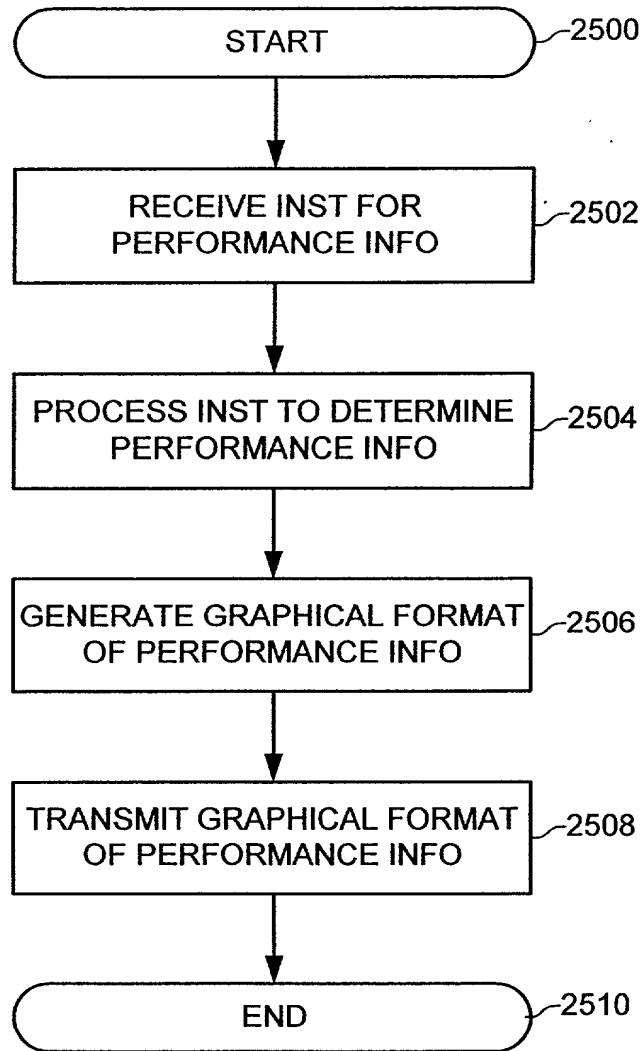 START
2500
RECEIVE INST FOR
PERFORMANCE INFO
2502
PROCESS INST TO DETERMINE
PERFORMANCE INFO
2504
GENERATE GRAPHICAL FORMAT
OF PERFORMANCE INFO
2506
TRANSMIT GRAPHICAL FORMAT
OF PERFORMANCE INFO
2508
END
2510